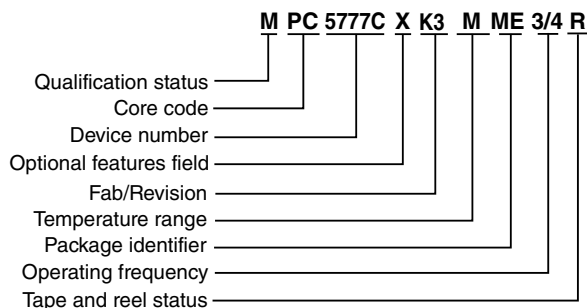 M PC 5777C X K3 M ME 3/4 R
Qualification status
Core code
Device number
Optional features field
Fab/Revision
Temperature range
Package identifier
Operating frequency
Tape and reel status